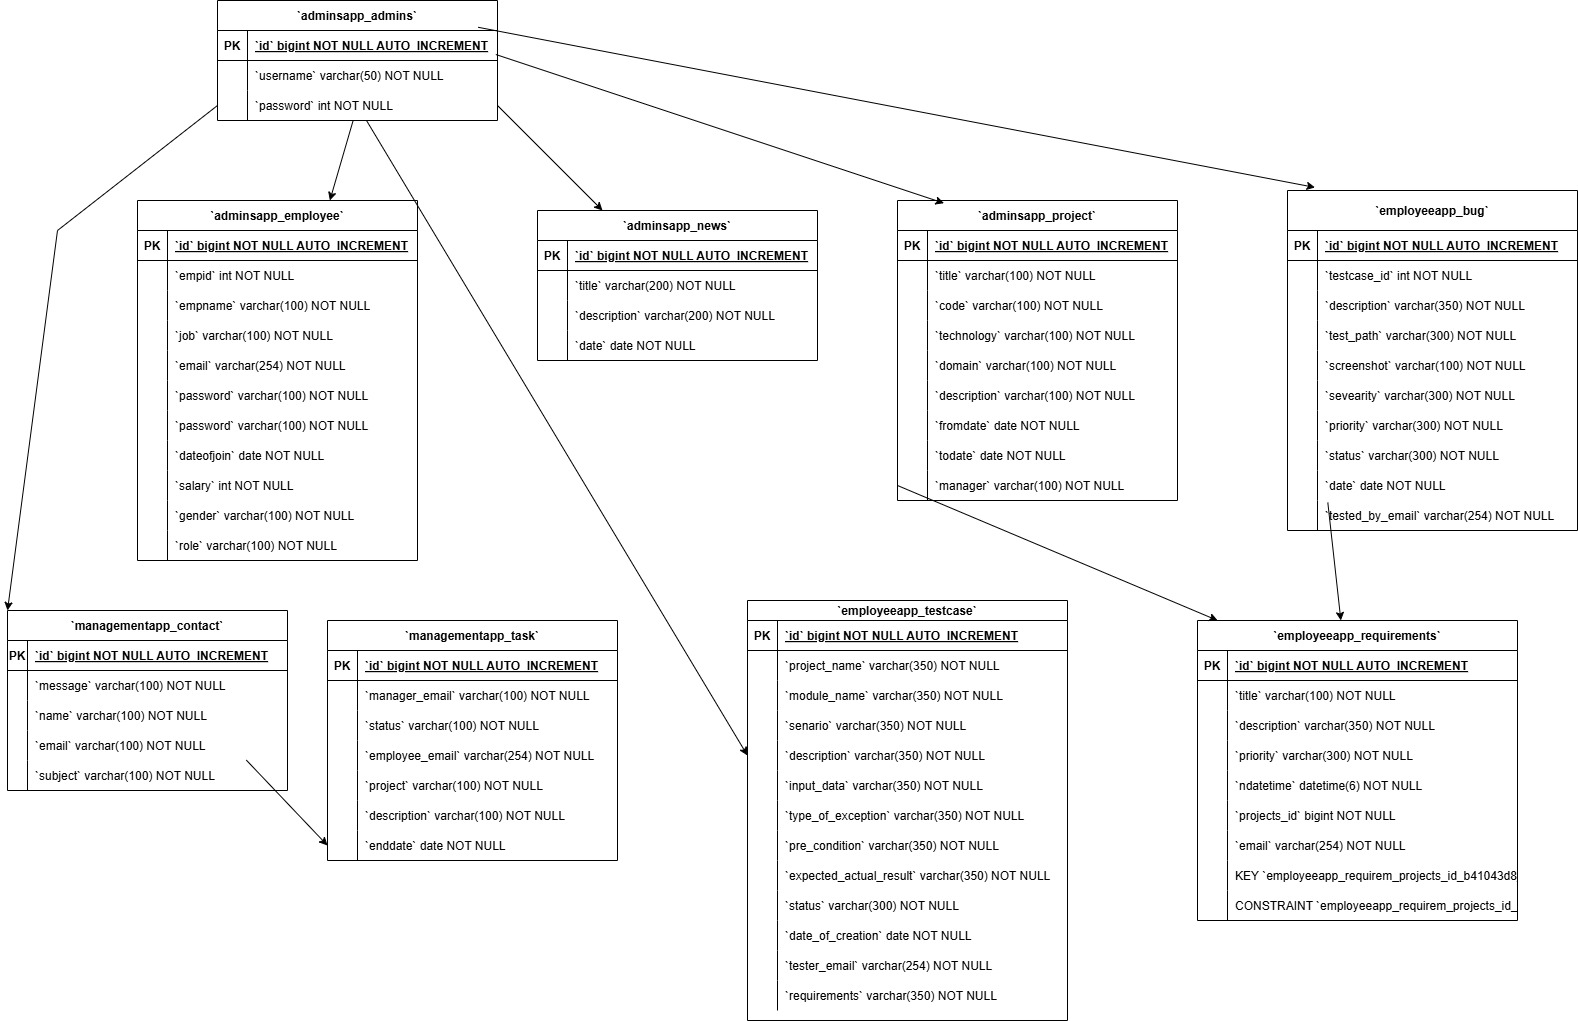 `adminsapp_admins`
PK `id` bigint NOT NULL AUTO_INCREMENT
`username` varchar(50) NOT NULL
`password` int NOT NULL
`adminsapp_employee`
PK `id` bigint NOT NULL AUTO_INCREMENT
`empid` int NOT NULL
`empname` varchar(100) NOT NULL
`job` varchar(100) NOT NULL
`email` varchar(254) NOT NULL
`password` varchar(100) NOT NULL
`password` varchar(100) NOT NULL
`dateofjoin` date NOT NULL
`salary` int NOT NULL
`gender` varchar(100) NOT NULL
`role` varchar(100) NOT NULL
`adminsapp_news`
PK `id` bigint NOT NULL AUTO_INCREMENT
`title` varchar(200) NOT NULL
`description` varchar(200) NOT NULL
`date` date NOT NULL
`adminsapp_project`
PK `id` bigint NOT NULL AUTO_INCREMENT
`title` varchar(100) NOT NULL
`code` varchar(100) NOT NULL
`technology` varchar(100) NOT NULL
`domain` varchar(100) NOT NULL
`description` varchar(100) NOT NULL
`fromdate` date NOT NULL
`todate` date NOT NULL
`manager` varchar(100) NOT NULL
`employeeapp_bug`
PK `id` bigint NOT NULL AUTO_INCREMENT
`testcase_id` int NOT NULL
`description` varchar(350) NOT NULL
`test_path` varchar(300) NOT NULL
`screenshot` varchar(100) NOT NULL
`sevearity` varchar(300) NOT NULL
`priority` varchar(300) NOT NULL
`status` varchar(300) NOT NULL
`date` date NOT NULL
`tested_by_email` varchar(254) NOT NULL
`managementapp_contact`
PK `id` bigint NOT NULL AUTO_INCREMENT
`message` varchar(100) NOT NULL
`name` varchar(100) NOT NULL
`email` varchar(100) NOT NULL
`subject` varchar(100) NOT NULL
`managementapp_task`
PK `id` bigint NOT NULL AUTO_INCREMENT
`manager_email` varchar(100) NOT NULL
`status` varchar(100) NOT NULL
`employee_email` varchar(254) NOT NULL
`project` varchar(100) NOT NULL
`description` varchar(100) NOT NULL
`enddate` date NOT NULL
`employeeapp_testcase`
PK `id` bigint NOT NULL AUTO_INCREMENT
`project_name` varchar(350) NOT NULL
`module_name` varchar(350) NOT NULL
`senario` varchar(350) NOT NULL
`description` varchar(350) NOT NULL
`input_data` varchar(350) NOT NULL
`type_of_exception` varchar(350) NOT NULL
`pre_condition` varchar(350) NOT NULL
`expected_actual_result` varchar(350) NOT NULL
`status` varchar(300) NOT NULL
`date_of_creation` date NOT NULL
`tester_email` varchar(254) NOT NULL
`requirements` varchar(350) NOT NULL
`employeeapp_requirements`
PK `id` bigint NOT NULL AUTO_INCREMENT
`title` varchar(100) NOT NULL
`description` varchar(350) NOT NULL
`priority` varchar(300) NOT NULL
`ndatetime` datetime(6) NOT NULL
`projects_id` bigint NOT NULL
`email` varchar(254) NOT NULL
KEY `employeeapp_requirem_projects_id_b41043d8
CONSTRAINT `employeeapp_requirem_projects_id_